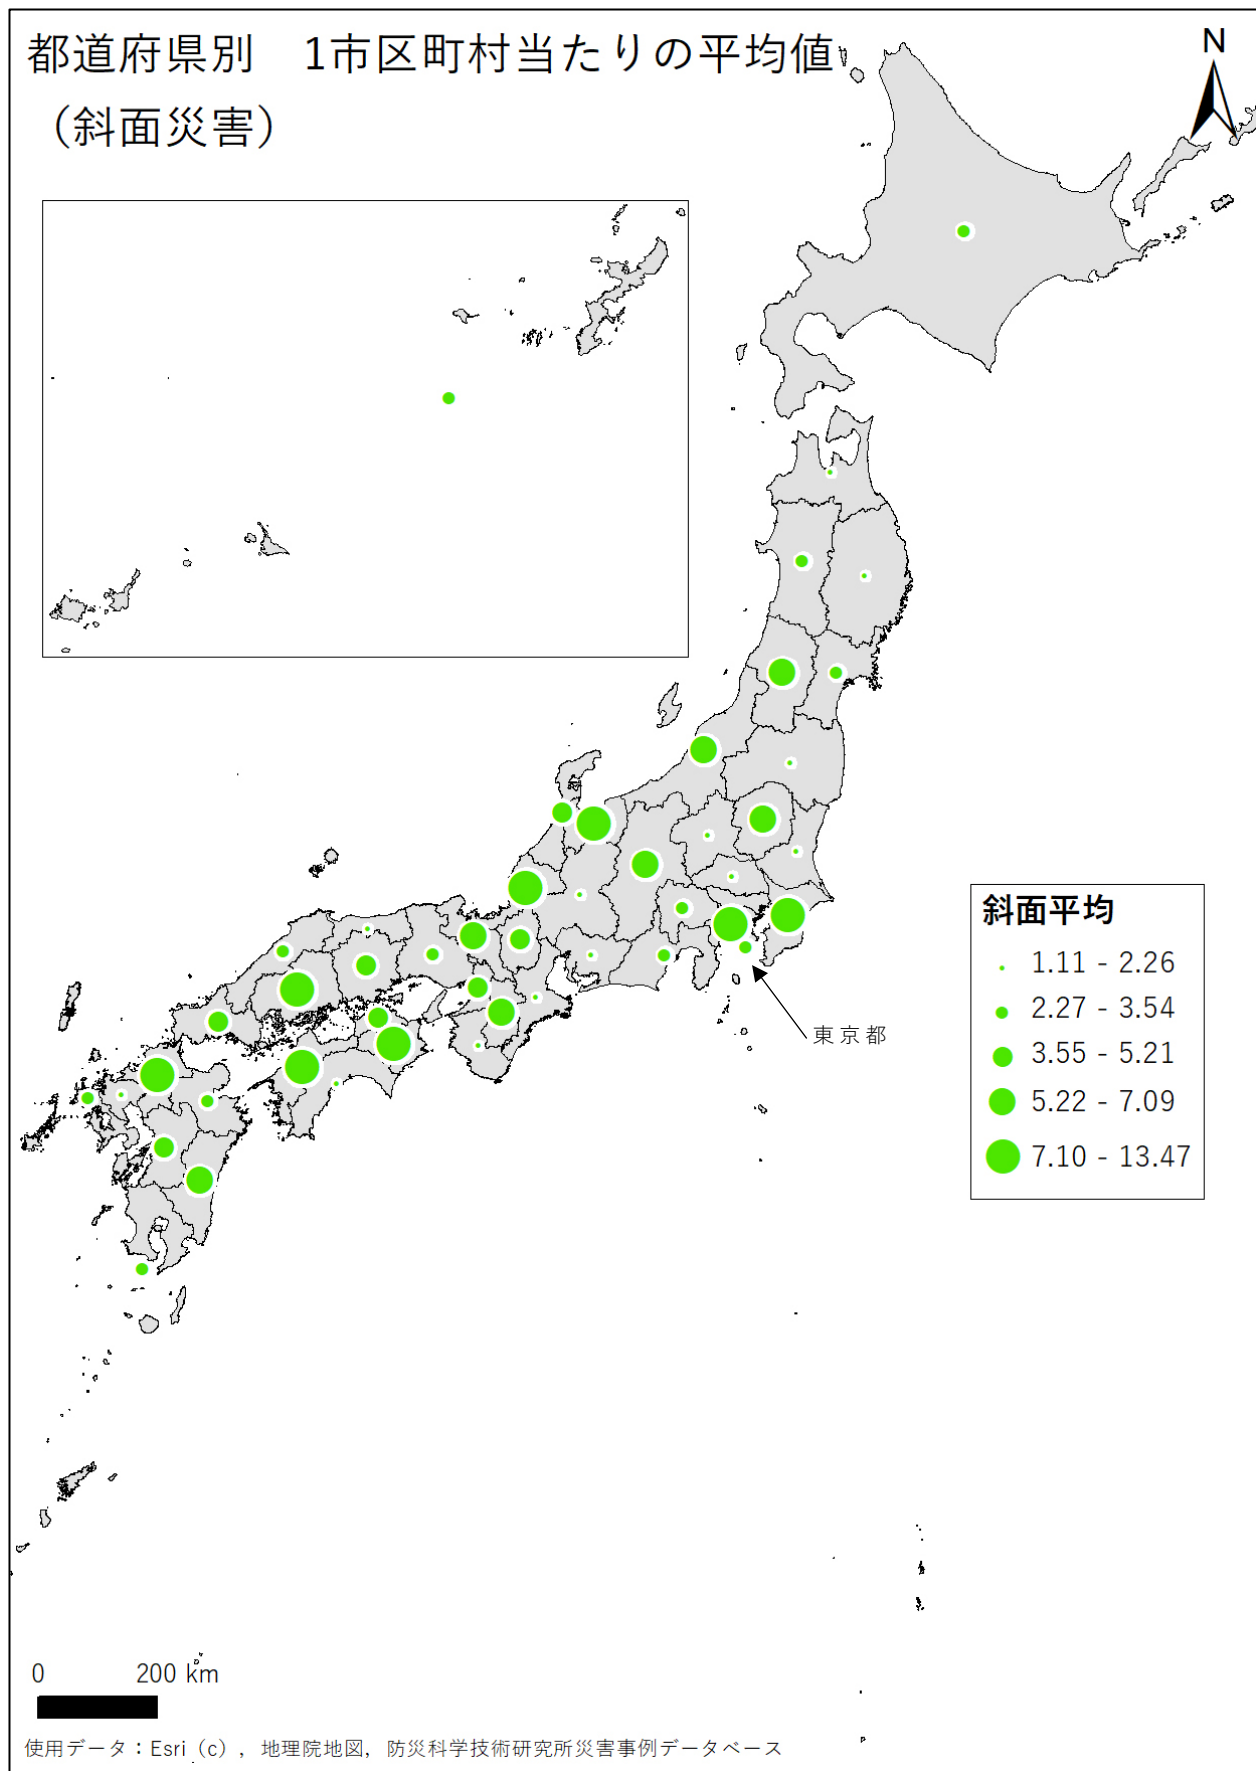 都道府県別　1市区町村当たりの平均値
（斜面災害）
N
斜面平均
1.11 - 2.26
2.27 - 3.54
3.55 - 5.21
5.22 - 7.09
7.10 - 13.47
東京都
0 200 km
使用データ：Esri（c）, 地理院地図, 防災科学技術研究所災害事例データベース